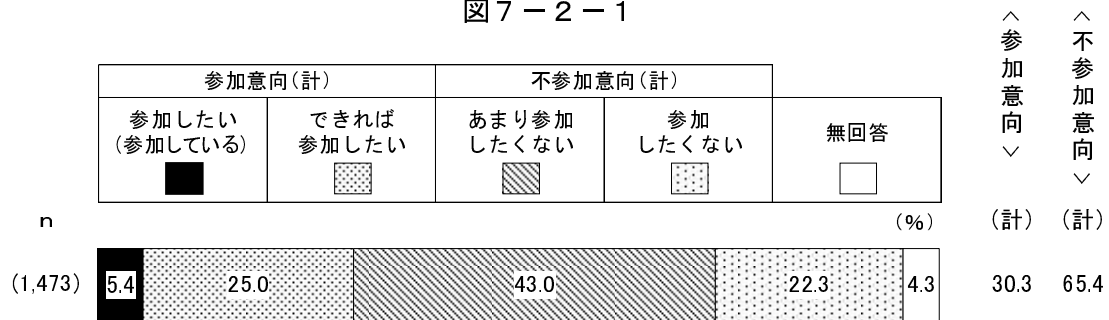 図７－２－１
参加意向（計）
不参加意向（計）
参加したい
（参加している）
できれば
参加したい
あまり参加
したくない
参加
したくない
無回答
＜参加意向＞
（計）
＜不参加意向＞
（計）
n
（％）
(1,473)
5.4
25.0
43.0
22.3
4.3
30.3
65.4